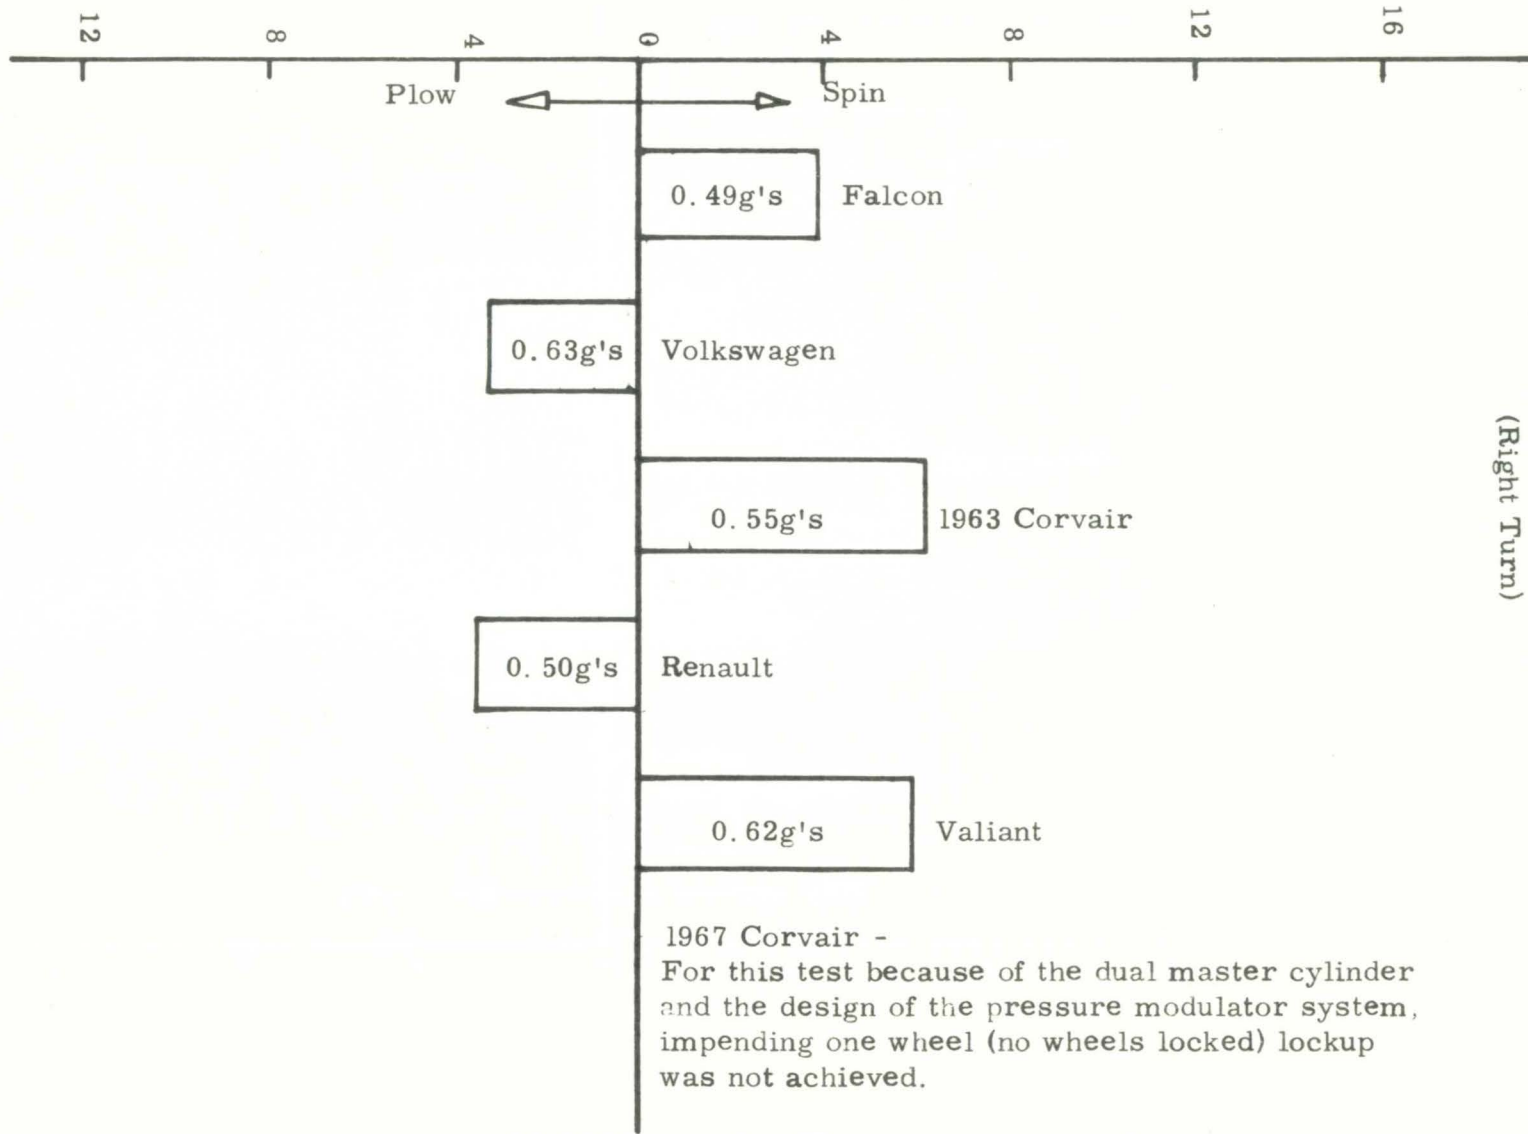 12 8 4 0 4 8 12 16
Plow Spin
0.49g's Falcon
0.63g's Volkswagen
(Right Turn)
0.55g's 1963 Corvair
0.50g's Renault
0.62g's Valiant
1967 Corvair -
For this test because of the dual master cylinder
and the design of the pressure modulator system,
impending one wheel (no wheels locked) lockup
was not achieved.